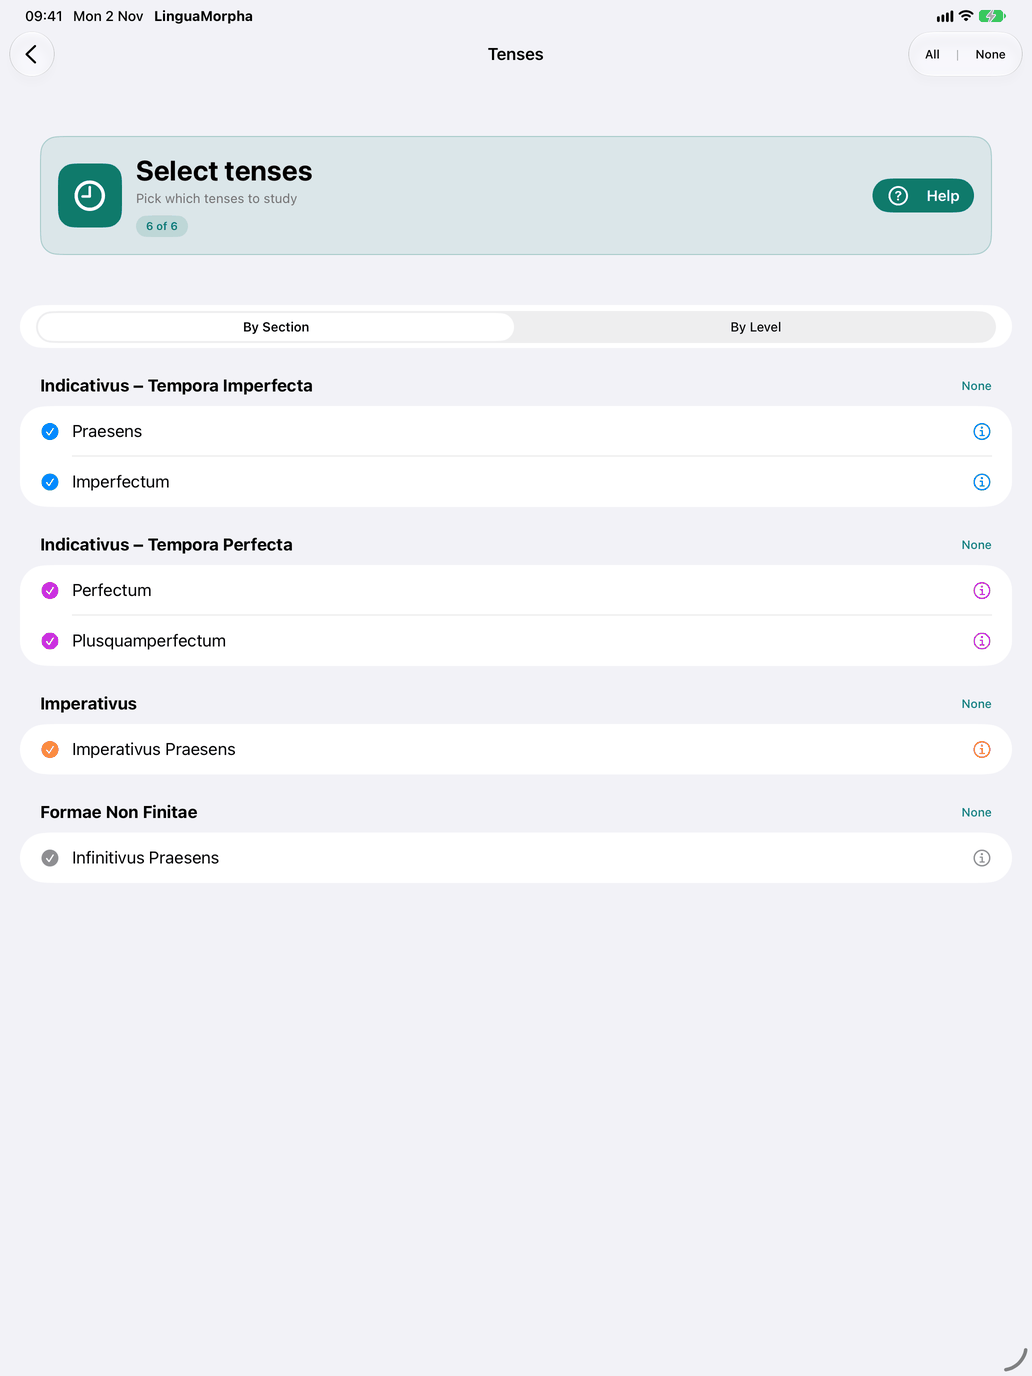 09:41 Mon 2 Nov LinguaMorpha
Tenses
All | None
Select tenses
Pick which tenses to study
6 of 6
? Help
By Section
By Level
Indicativus – Tempora Imperfecta
None
Praesens
Imperfectum
Indicativus – Tempora Perfecta
None
Perfectum
Plusquamperfectum
Imperativus
None
Imperativus Praesens
Formae Non Finitae
None
Infinitivus Praesens